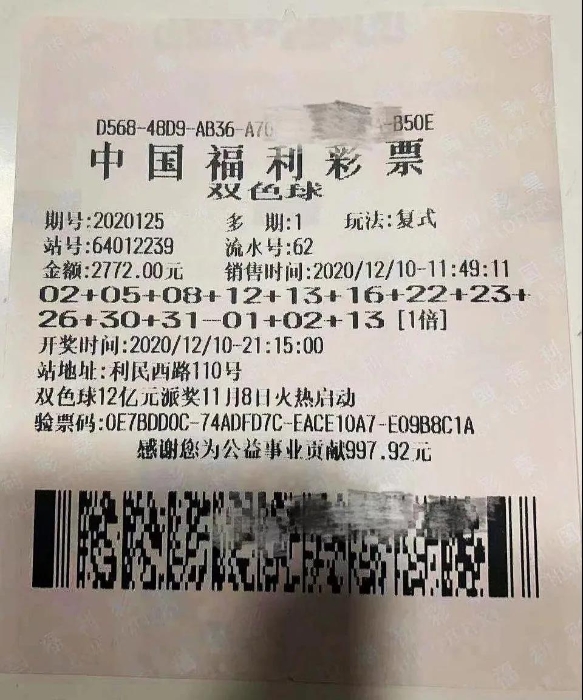 D568-48D9-AB36-A7 -B50E
中国福利彩票
双色球
期号:2020125 多 期:1 玩法:复式
站号:64012239 流水号:62
金额:2772.00元 销售时间:2020/12/10-11:49:11
02+05+08+12+13+16+22+23+
26+30+31-01+02+13 [1倍]
开奖时间:2020/12/10-21:15:00
站地址:利民西路110号
双色球12亿元派奖11月8日火热启动
验票码:0E7BDD0C-74ADFD7C-EACE10A7-E09B8C1A
感谢您为公益事业贡献997.92元